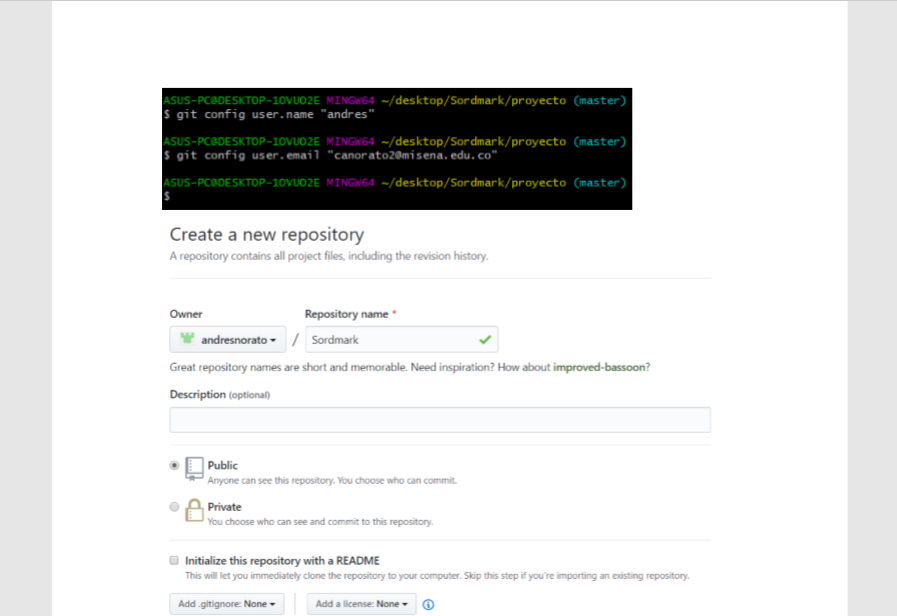 ASUS-PC@DESKTOP-1OVUO2E MINGW64 ~/desktop/Sordmark/proyecto (master)
$ git config user.name "andres"
ASUS-PC@DESKTOP-1OVUO2E MINGW64 ~/desktop/Sordmark/proyecto (master)
$ git config user.email "canorato2@misena.edu.co"
ASUS-PC@DESKTOP-1OVUO2E MINGW64 ~/desktop/Sordmark/proyecto (master)
$
Create a new repository
A repository contains all project files, including the revision history.
Owner Repository name *
andresnorato / Sordmark
Great repository names are short and memorable. Need inspiration? How about improved-bassoon?
Description (optional)
Public
Anyone can see this repository. You choose who can commit.
Private
You choose who can see and commit to this repository.
Initialize this repository with a README
This will let you immediately clone the repository to your computer. Skip this step if you're importing an existing repository.
Add .gitignore: None Add a license: None